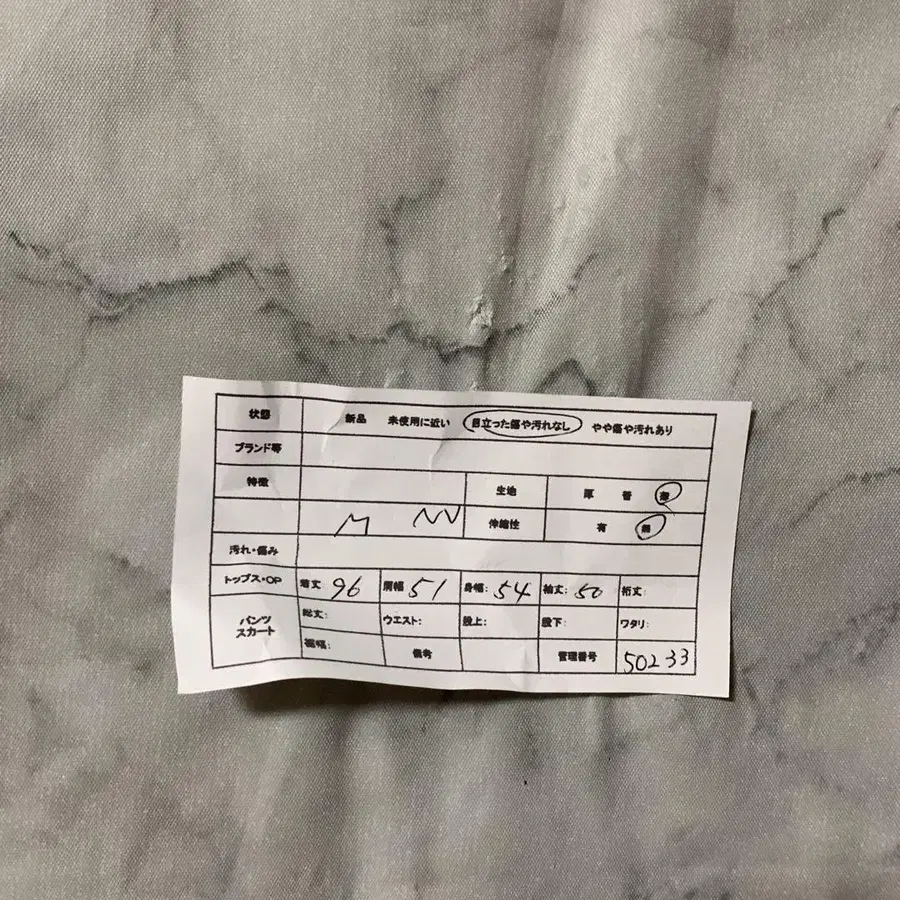 状態 新品 未使用に近い 目立った傷や汚れなし やや傷や汚れあり
ブランド等
特徴 生地 厚 普 薄
M NV 伸縮性 有 無
汚れ・傷み
トップス・OP 着丈: 96 肩幅: 51 身幅: 54 袖丈: 50 裄丈:
パンツ スカート 総丈: ウエスト: 股上: 股下: ワタリ:
裾幅: 備考 管理番号 50233